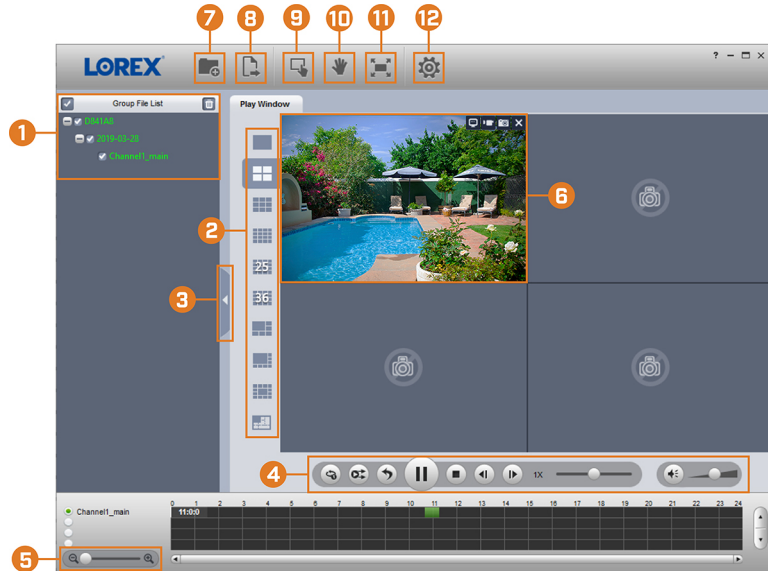 7 8 9 10 11 12
LOREX
?
Group File List
Play Window
D841A8
1
2019-03-28
Channel1_main
6
2
25
3
36
4
1X
0 1 2 3 4 5 6 7 8 9 10 11 12 13 14 15 16 17 18 19 20 21 22 23 24
Channel1_main
11:0:0
5